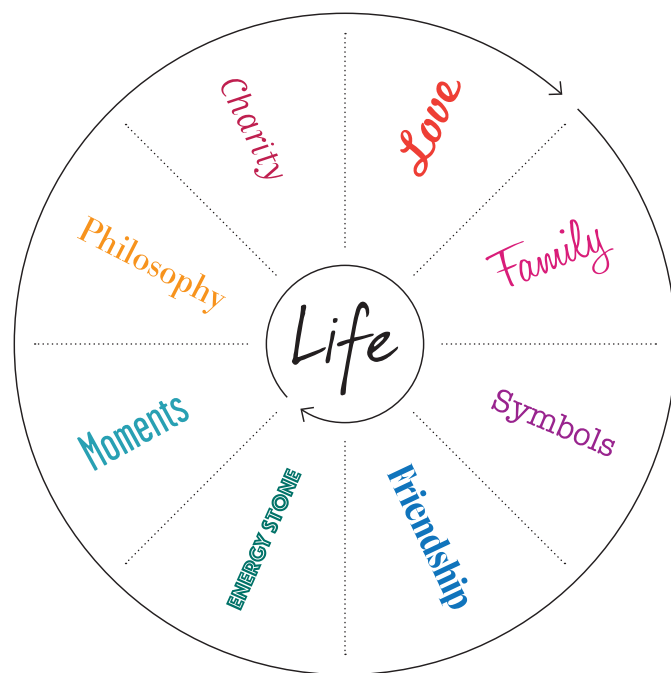 Love
Family
Symbols
Friendship
ENERGY STONE
Moments
Philosophy
Charity
Life